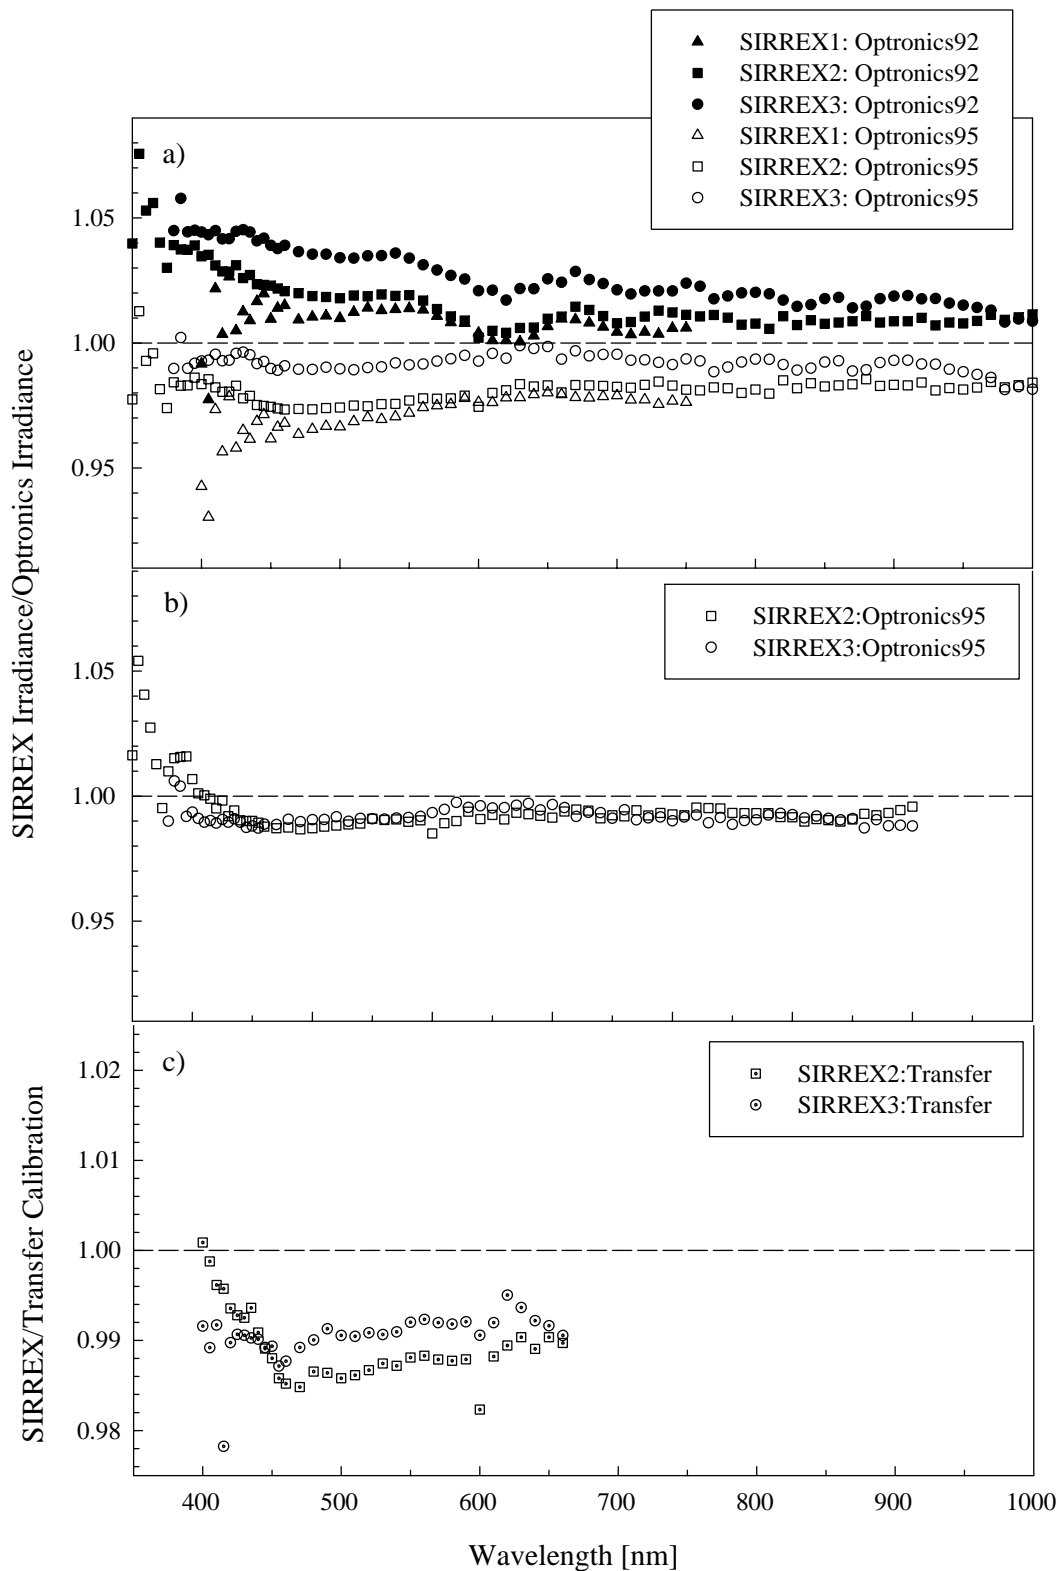 SIRREX1: Optronics92
SIRREX2: Optronics92
SIRREX3: Optronics92
SIRREX1: Optronics95
SIRREX2: Optronics95
SIRREX3: Optronics95
a)
1.05
1.00
0.95
SIRREX Irradiance/Optronics Irradiance
b)
SIRREX2:Optronics95
SIRREX3:Optronics95
1.05
1.00
0.95
c)
SIRREX2:Transfer
SIRREX3:Transfer
1.02
1.01
1.00
0.99
0.98
SIRREX/Transfer Calibration
400 500 600 700 800 900 1000
Wavelength [nm]